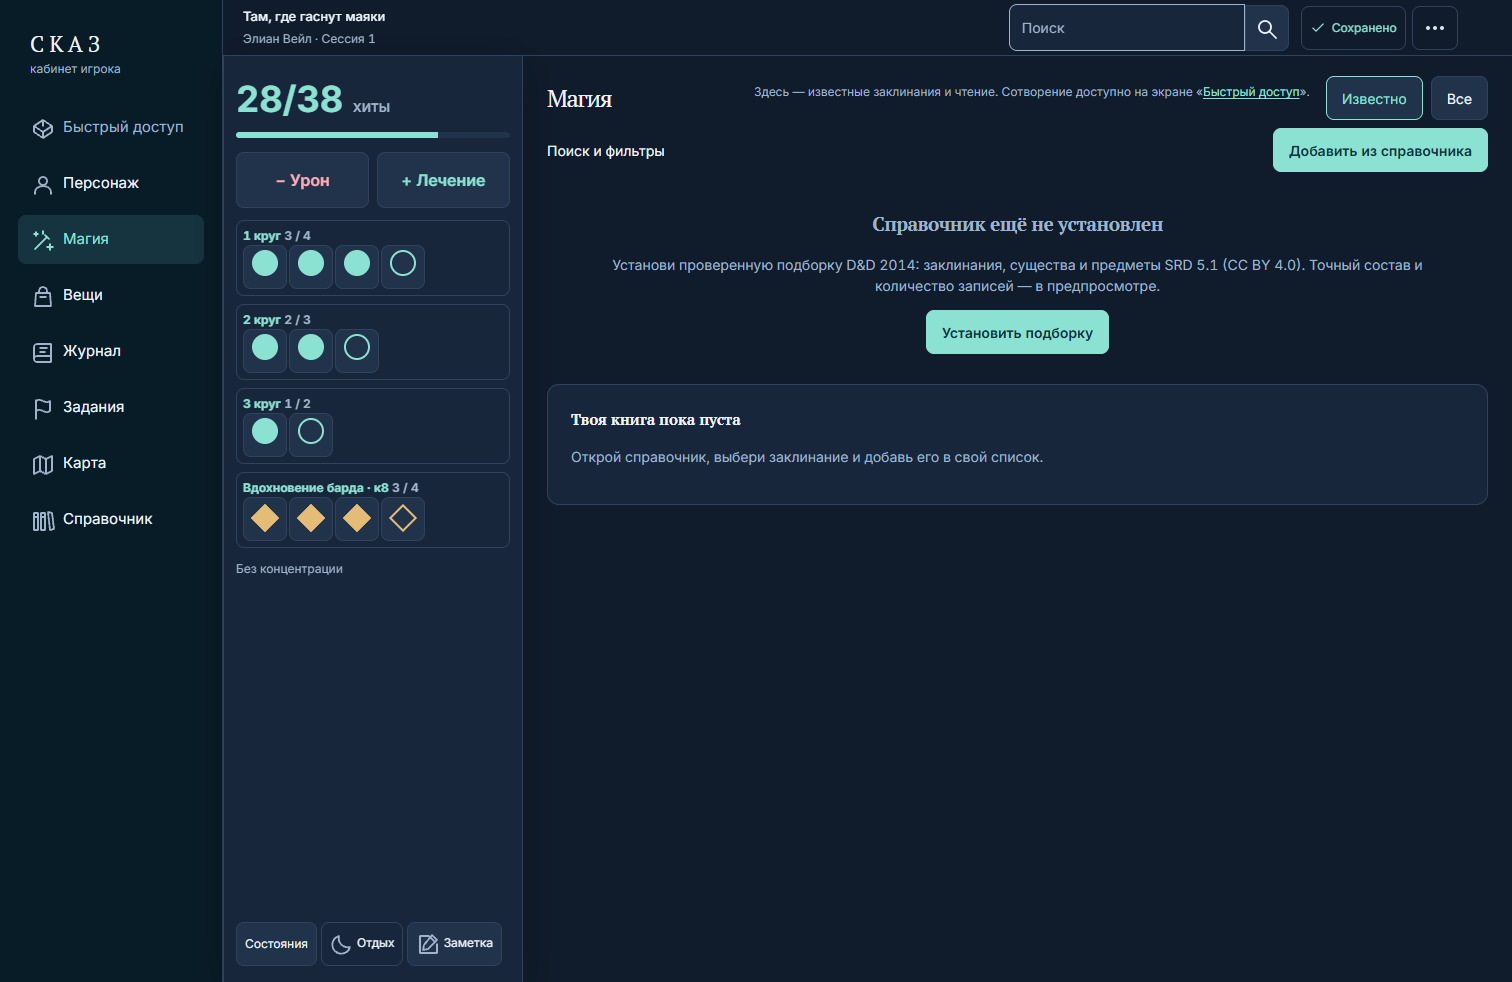 СКАЗ
кабинет игрока
Быстрый доступ
Персонаж
Магия
Вещи
Журнал
Задания
Карта
Справочник
Там, где гаснут маяки
Элиан Вейл · Сессия 1
Поиск
Сохранено
28/38 хиты
− Урон
+ Лечение
1 круг 3 / 4
2 круг 2 / 3
3 круг 1 / 2
Вдохновение барда · к8 3 / 4
Без концентрации
Состояния
Отдых
Заметка
Магия
Здесь — известные заклинания и чтение. Сотворение доступно на экране «Быстрый доступ».
Известно
Все
Поиск и фильтры
Добавить из справочника
Справочник ещё не установлен
Установи проверенную подборку D&D 2014: заклинания, существа и предметы SRD 5.1 (CC BY 4.0). Точный состав и
количество записей — в предпросмотре.
Установить подборку
Твоя книга пока пуста
Открой справочник, выбери заклинание и добавь его в свой список.